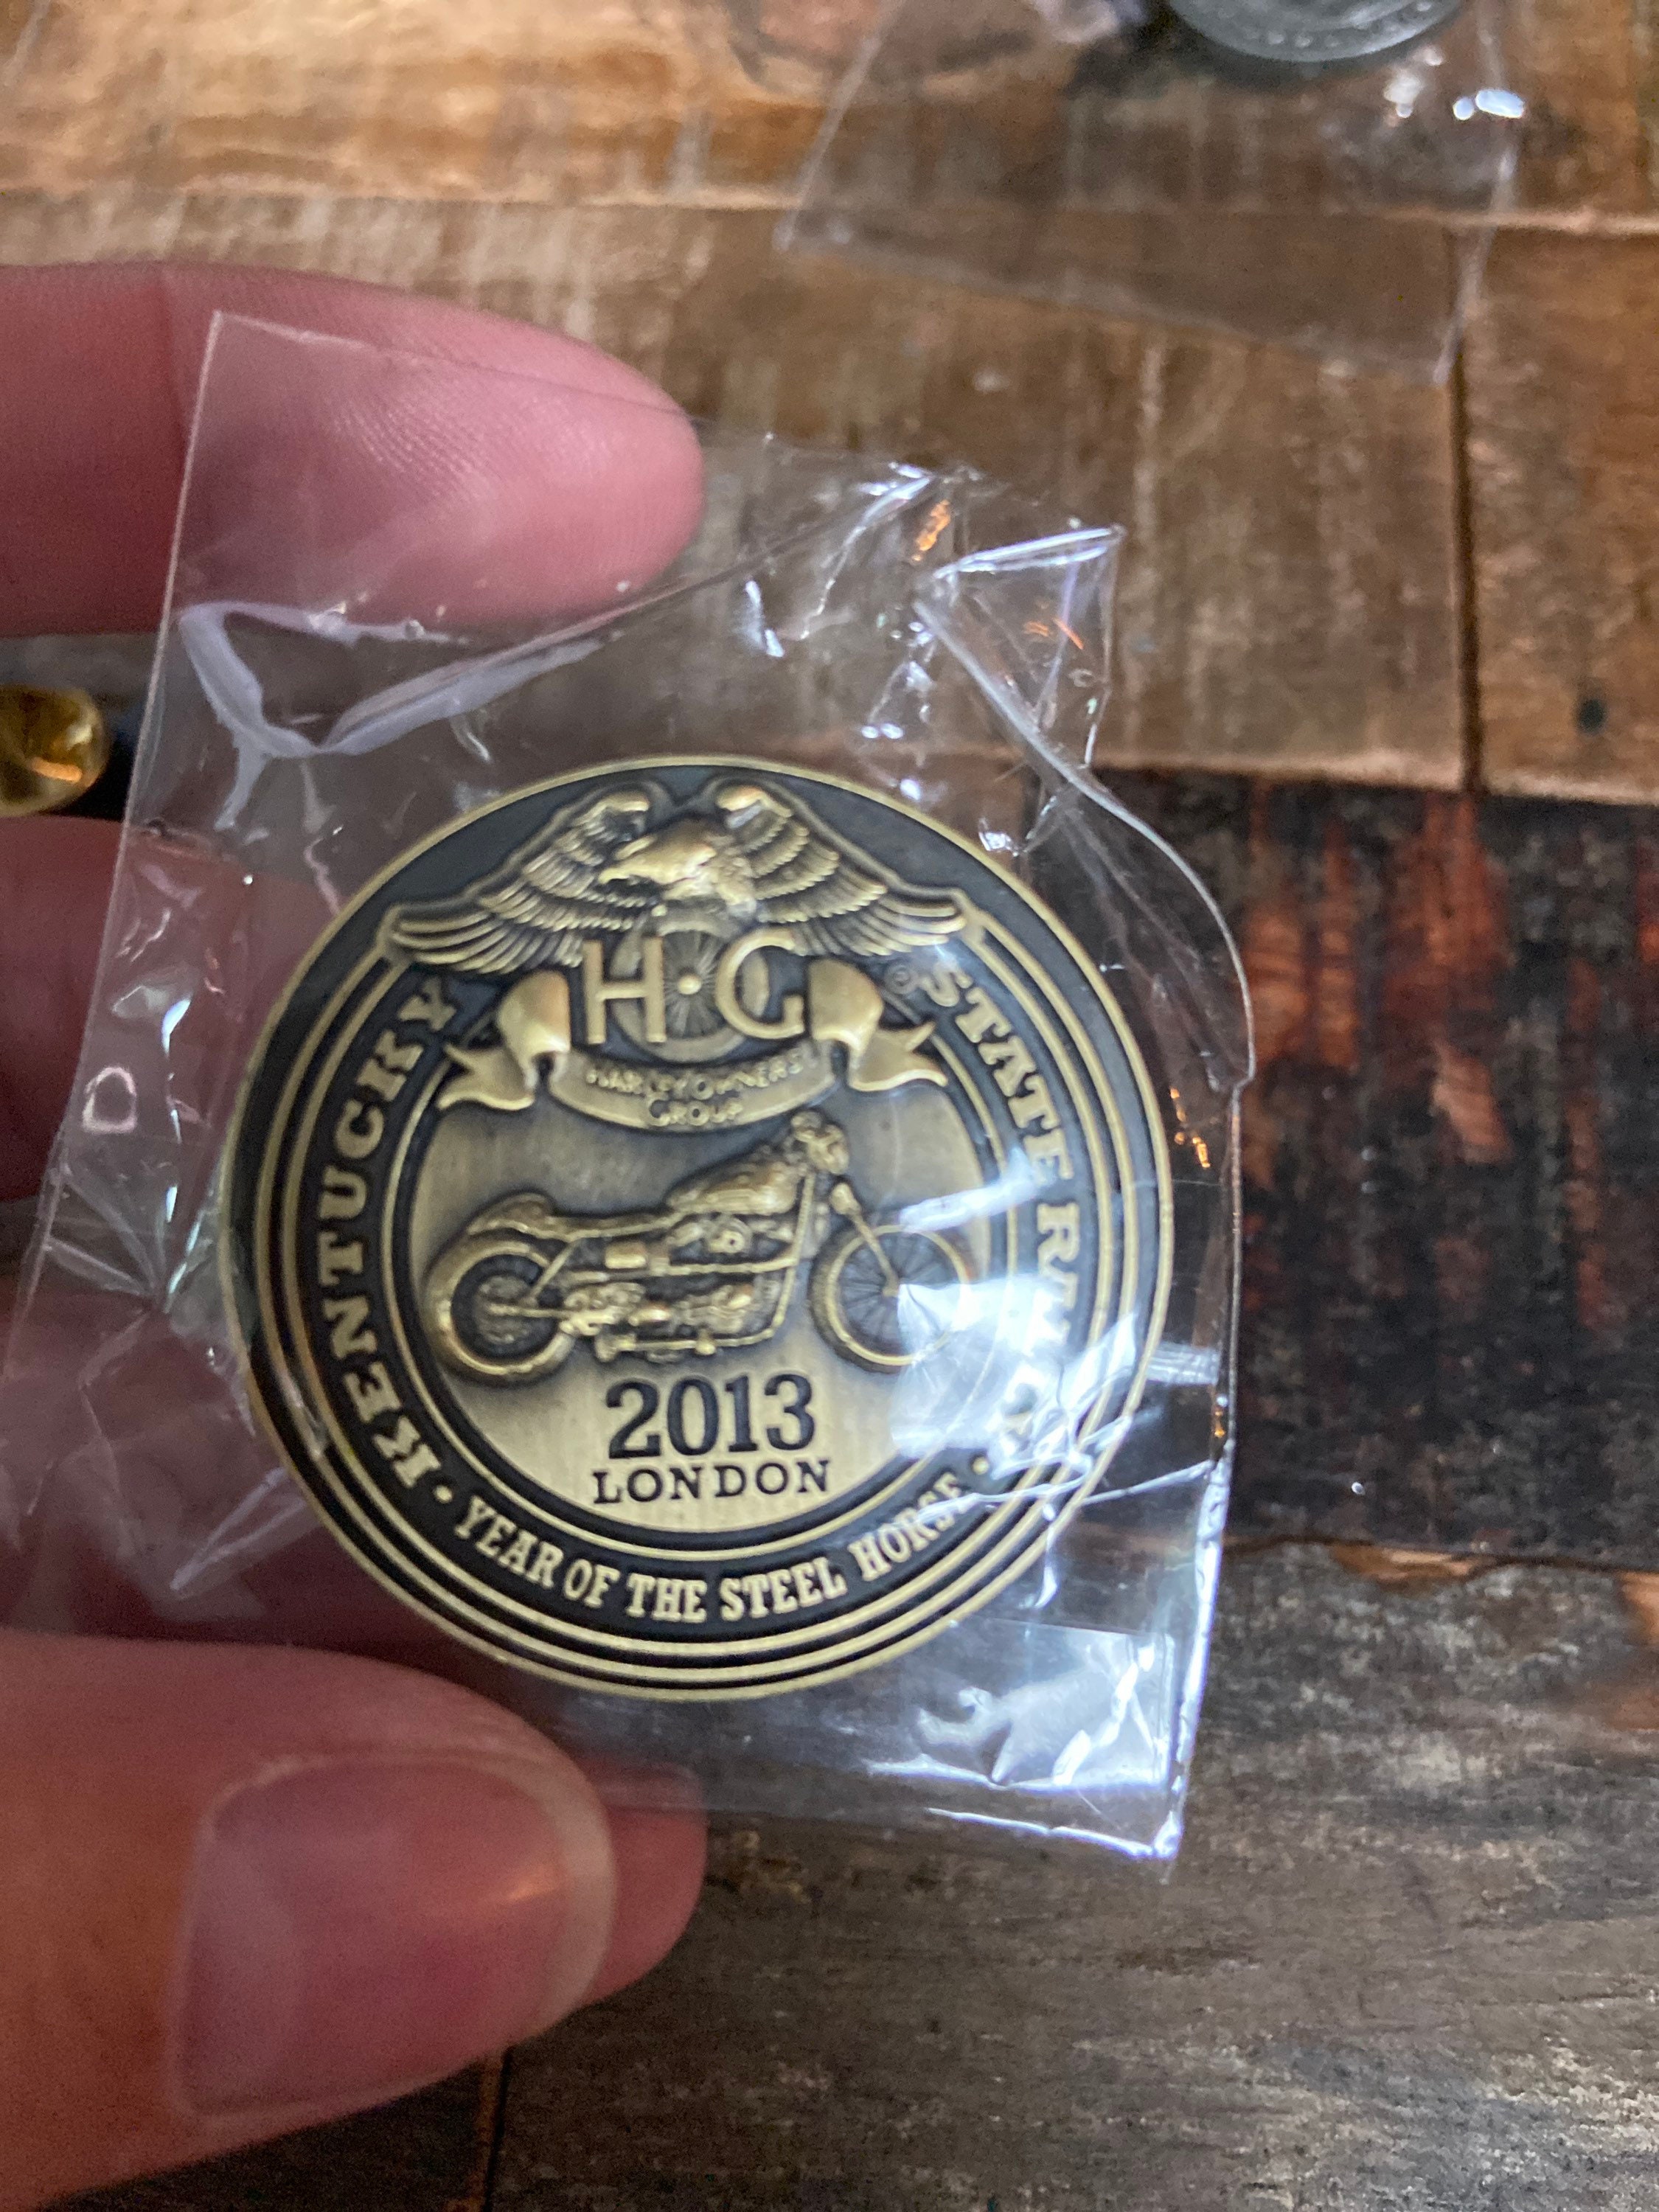 H·G
®
HARLEY OWNERS
GROUP
KENTUCKY
STATE
2013
LONDON
• YEAR OF THE STEEL HORSE •